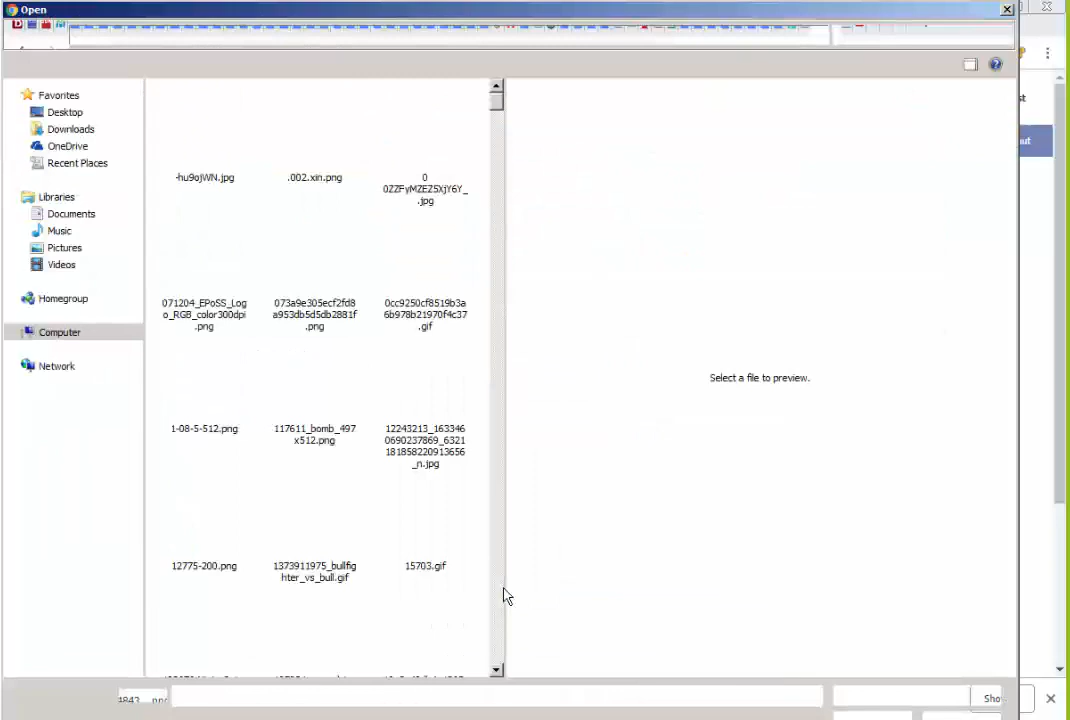 Open
Favorites
Desktop
Downloads
OneDrive
Recent Places
Libraries
Documents
Music
Pictures
Videos
Homegroup
Computer
Network
-hu9ojWN.jpg
.002.xin.png
0
0ZZFyMZEZSXjY6Y_
.jpg
071204_EPoSS_Log
o_RGB_color300dpi
.png
073a9e305ecf2fd8
a953db5d5db2881f
.png
0cc9250cf8519b3a
6b978b21970f4c37
.gif
1-08-5-512.png
117611_bomb_497
x512.png
12243213_163346
0690237869_6321
181858220913656
_n.jpg
12775-200.png
1373911975_bullfig
hter_vs_bull.gif
15703.gif
Select a file to preview.
st
out
Sho